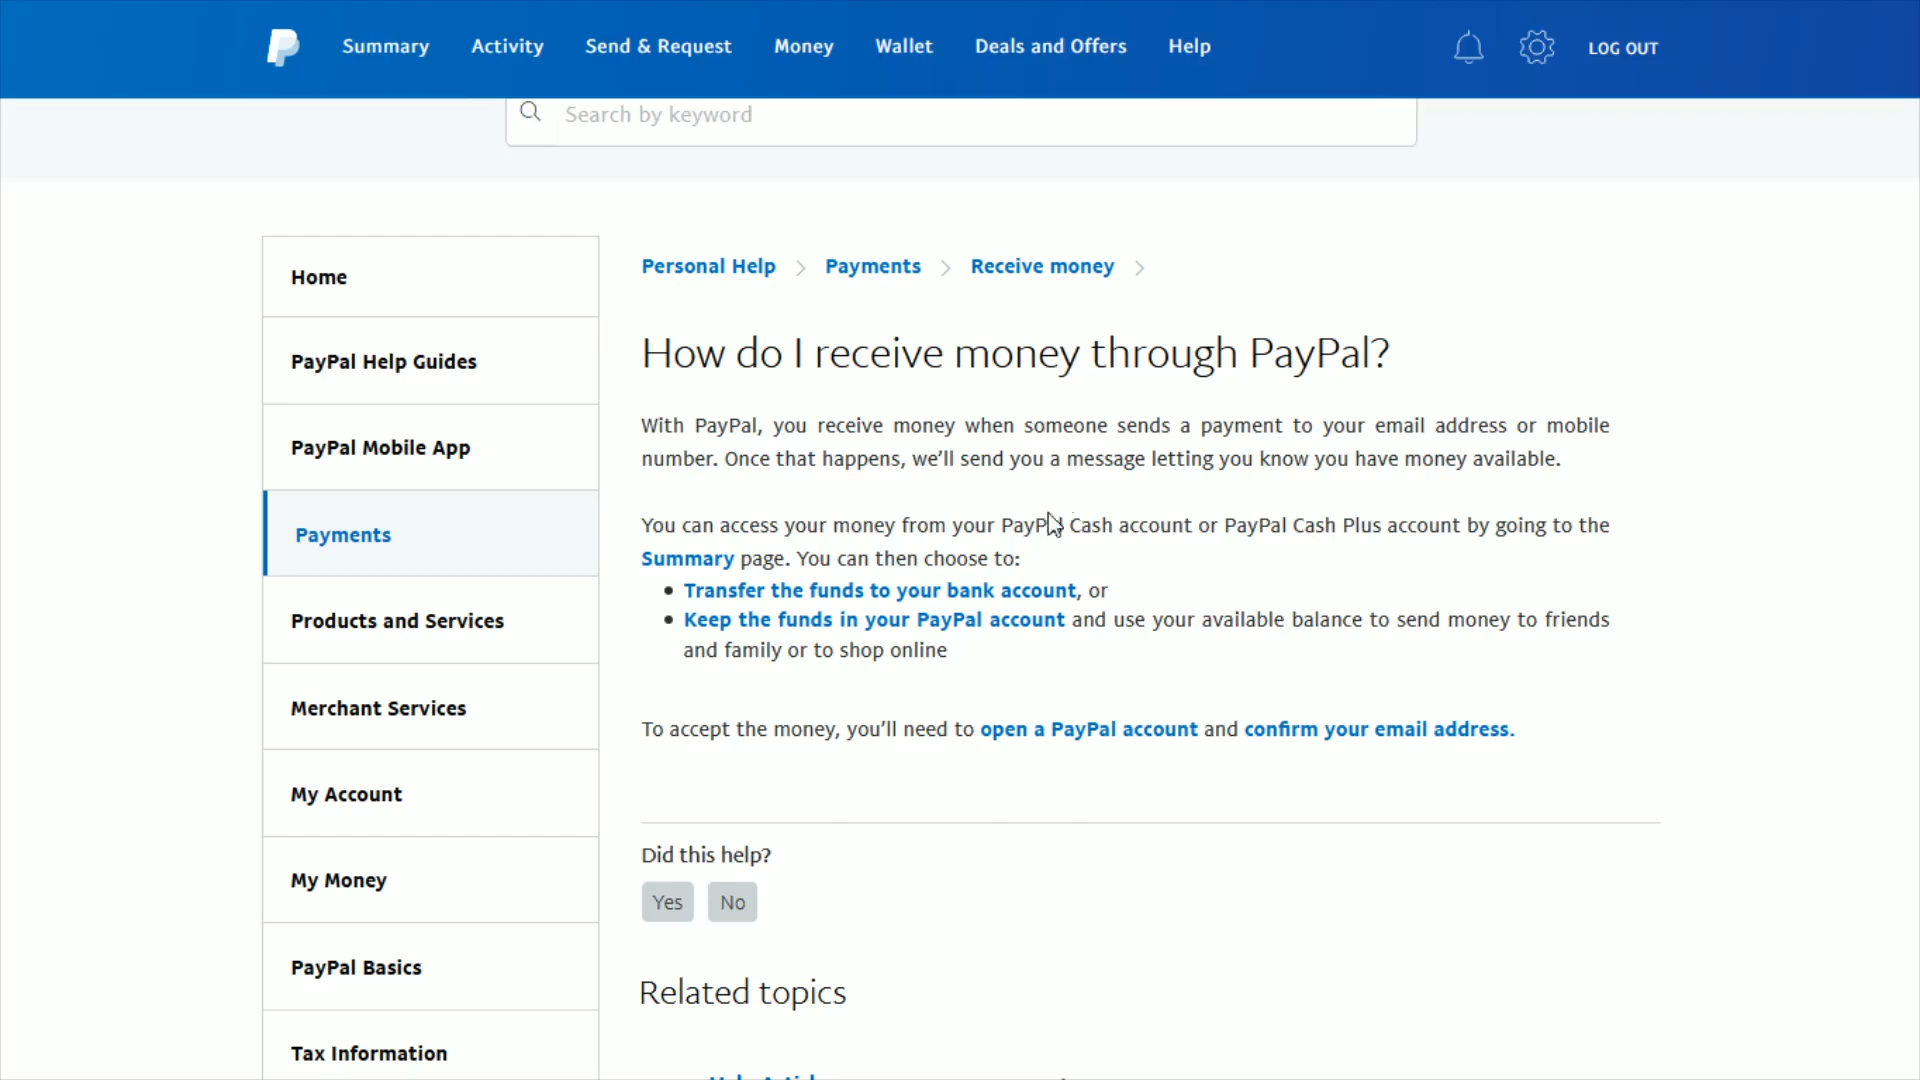 Summary Activity Send & Request Money Wallet Deals and Offers Help LOG OUT
Search by keyword
Home
PayPal Help Guides
PayPal Mobile App
Payments
Products and Services
Merchant Services
My Account
My Money
PayPal Basics
Tax Information
Personal Help > Payments > Receive money >
How do I receive money through PayPal?
With PayPal, you receive money when someone sends a payment to your email address or mobile
number. Once that happens, we'll send you a message letting you know you have money available.
You can access your money from your PayPal Cash account or PayPal Cash Plus account by going to the
Summary page. You can then choose to:
• Transfer the funds to your bank account, or
• Keep the funds in your PayPal account and use your available balance to send money to friends
and family or to shop online
To accept the money, you'll need to open a PayPal account and confirm your email address.
Did this help?
Yes No
Related topics